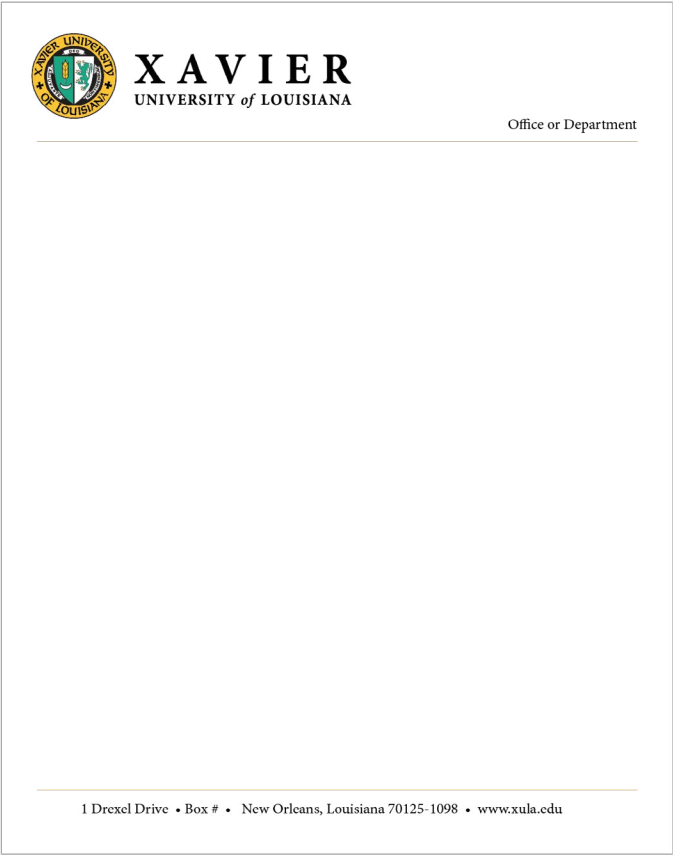 XAVIER UNIVERSITY
OF LOUISIANA
XAVIER
UNIVERSITY of LOUISIANA
Office or Department
1 Drexel Drive • Box # • New Orleans, Louisiana 70125-1098 • www.xula.edu